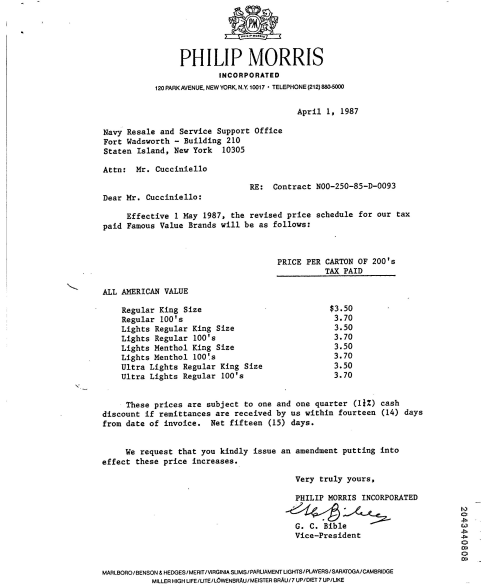 PM
PHILIP MORRIS
INCORPORATED
120 PARK AVENUE, NEW YORK, N.Y. 10017 • TELEPHONE (212) 880-5000
April 1, 1987
Navy Resale and Service Support Office
Fort Wadsworth - Building 210
Staten Island, New York 10305
Attn: Mr. Cucciniello
RE: Contract N00-250-85-D-0093
Dear Mr. Cucciniello:
Effective 1 May 1987, the revised price schedule for our tax
paid Famous Value Brands will be as follows:
PRICE PER CARTON OF 200's
TAX PAID
ALL AMERICAN VALUE
Regular King Size $3.50
Regular 100's 3.70
Lights Regular King Size 3.50
Lights Regular 100's 3.70
Lights Menthol King Size 3.50
Lights Menthol 100's 3.70
Ultra Lights Regular King Size 3.50
Ultra Lights Regular 100's 3.70
These prices are subject to one and one quarter (1¼%) cash
discount if remittances are received by us within fourteen (14) days
from date of invoice. Net fifteen (15) days.
We request that you kindly issue an amendment putting into
effect these price increases.
Very truly yours,
PHILIP MORRIS INCORPORATED
G. C. Bible
Vice-President
2043440808
MARLBORO/BENSON & HEDGES/MERIT/VIRGINIA SLIMS/PARLIAMENT LIGHTS/PLAYERS/SARATOGA/CAMBRIDGE
MILLER HIGH LIFE/LITE/LÖWENBRÄU/MEISTER BRÄU/7 UP/DIET 7 UP/LIKE